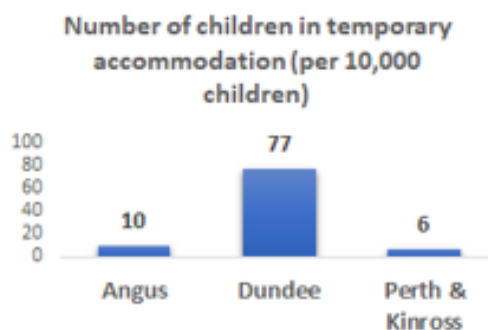 Number of children in temporary
accommodation (per 10,000
children)
100
80
60
40
20
0
10
77
6
Angus
Dundee
Perth &
Kinross